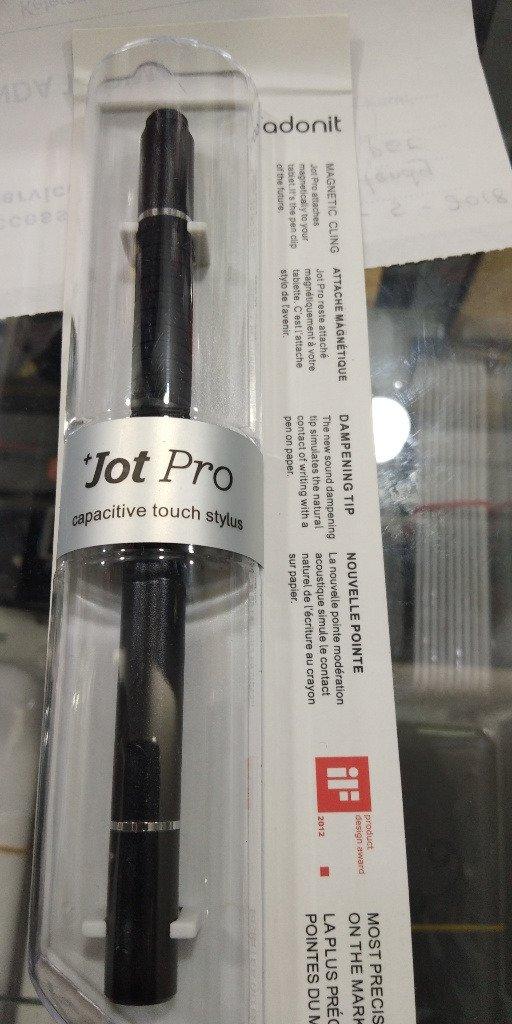 adonit
MAGNETIC CLING
Jot Pro attaches
magnetically to your
tablet. It's the pen clip
of the future.
ATTACHE MAGNÉTIQUE
Jot Pro reste attaché
magnétiquement à votre
tablette. C'est l'attache
stylo de l'avenir.
+Jot Pro
capacitive touch stylus
DAMPENING TIP
The new sound dampening
tip simulates the natural
contact of writing with a
pen on paper.
NOUVELLE POINTE
La nouvelle pointe modération
acoustique simule le contact
naturel de l'écriture au crayon
sur papier.
iF
product
design award
2012
MOST PRECIS
ON THE MARK
LA PLUS PRÉC
POINTES DU M